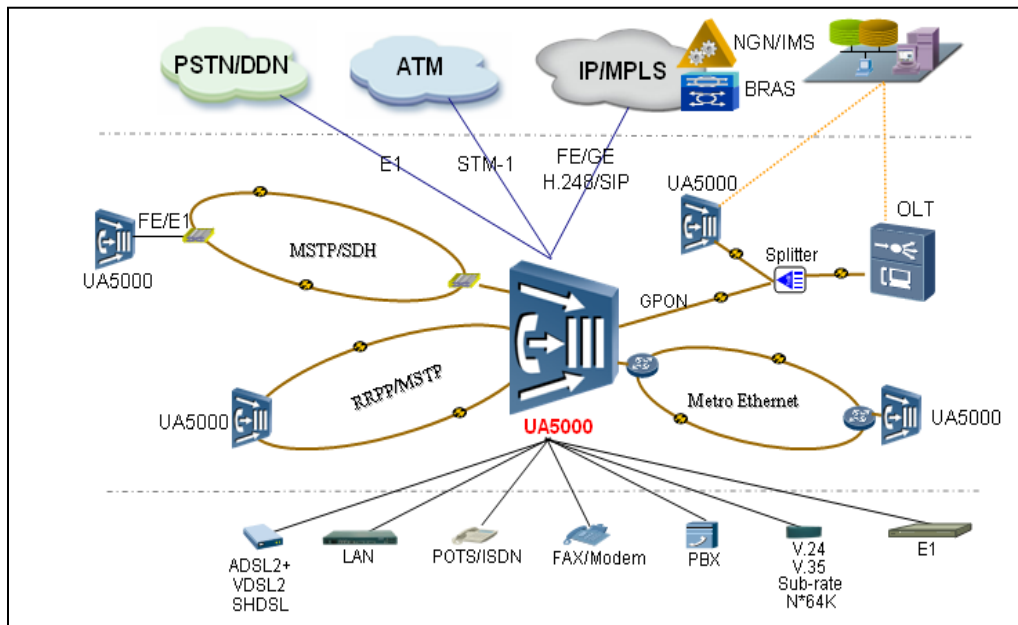 PSTN/DDN
ATM
IP/MPLS
NGN/IMS
BRAS
E1
STM-1
FE/GE
H.248/SIP
UA5000
OLT
FE/E1
UA5000
MSTP/SDH
Splitter
GPON
RRPP/MSTP
UA5000
Metro Ethernet
UA5000
UA5000
ADSL2+
VDSL2
SHDSL
LAN
POTS/ISDN
FAX/Modem
PBX
V.24
V.35
Sub-rate
N*64K
E1